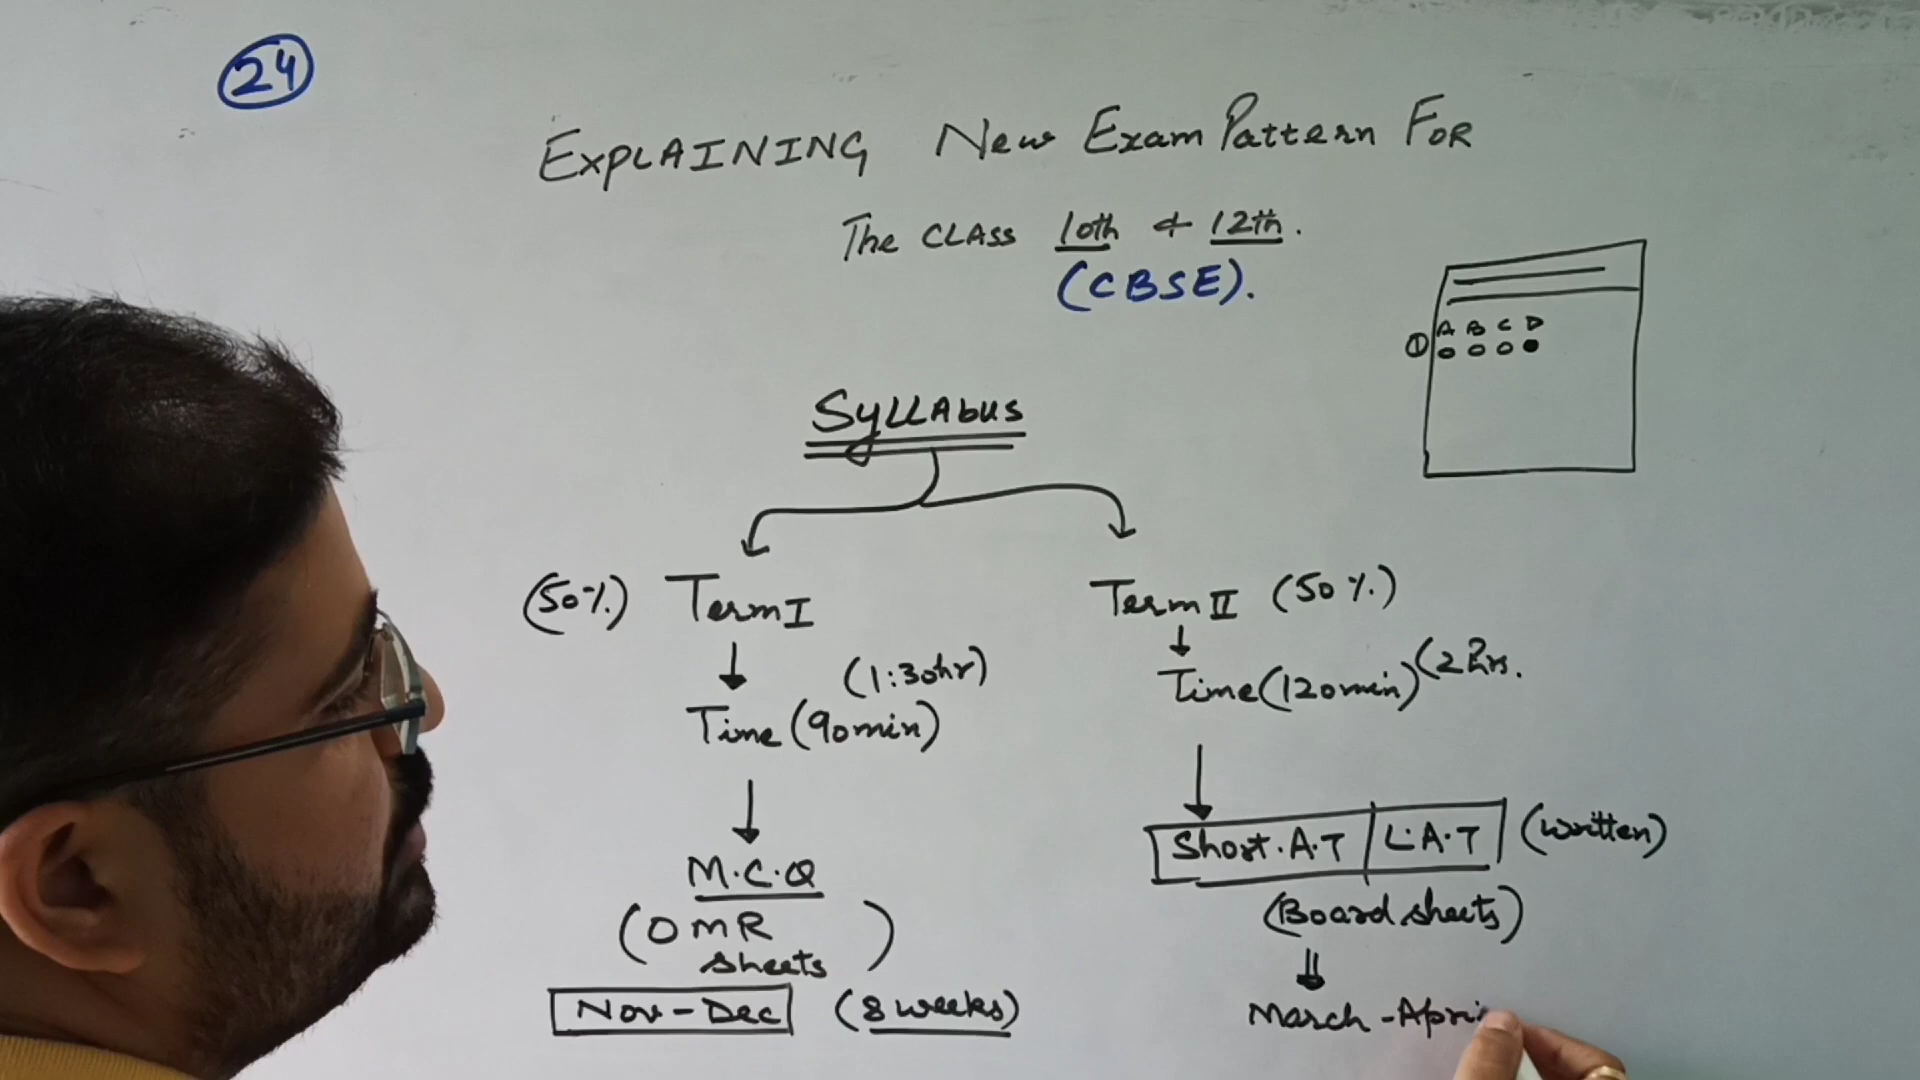 24
EXPLAINING New Exam Pattern FOR
The CLASS 10th & 12th.
(CBSE).
A B C D
1
SYLLAbUS
(50%) Term I
Term II (50%)
(1:30hr)
Time (90min)
Time (120min) (2 hrs.
M.C.Q
(OMR
sheets)
Nov-Dec (8 weeks)
Short.A.T L.A.T (written)
(Board sheets)
March-Apri